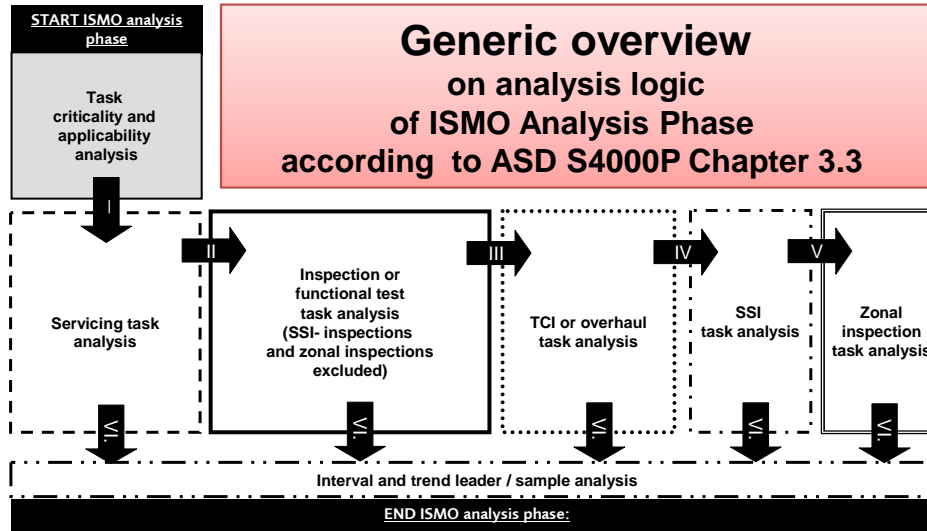 START ISMO analysis
phase
Generic overview
on analysis logic
of ISMO Analysis Phase
according to ASD S4000P Chapter 3.3
Task
criticality and
applicability
analysis
I
II
III
IV
V
Servicing task
analysis
Inspection or
functional test
task analysis
(SSI- inspections
and zonal inspections
excluded)
TCI or overhaul
task analysis
SSI
task analysis
Zonal
inspection
task analysis
VI.
VI.
VI.
VI.
VI.
Interval and trend leader / sample analysis
END ISMO analysis phase: